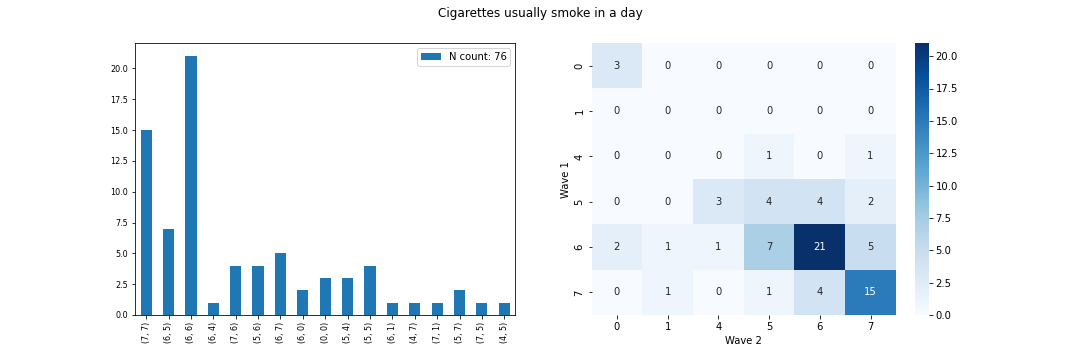 Cigarettes usually smoke in a day
N count: 76
20.0
17.5
15.0
12.5
10.0
7.5
5.0
2.5
0.0
(7, 7) (6, 5) (6, 6) (6, 4) (7, 6) (5, 6) (6, 7) (6, 0) (0, 0) (5, 4) (5, 5) (6, 1) (4, 7) (7, 1) (5, 7) (7, 5) (4, 5)
Wave 1
0 3 0 0 0 0 0
1 0 0 0 0 0 0
4 0 0 0 1 0 1
5 0 0 3 4 4 2
6 2 1 1 7 21 5
7 0 1 0 1 4 15
0 1 4 5 6 7
Wave 2
20.0
17.5
15.0
12.5
10.0
7.5
5.0
2.5
0.0